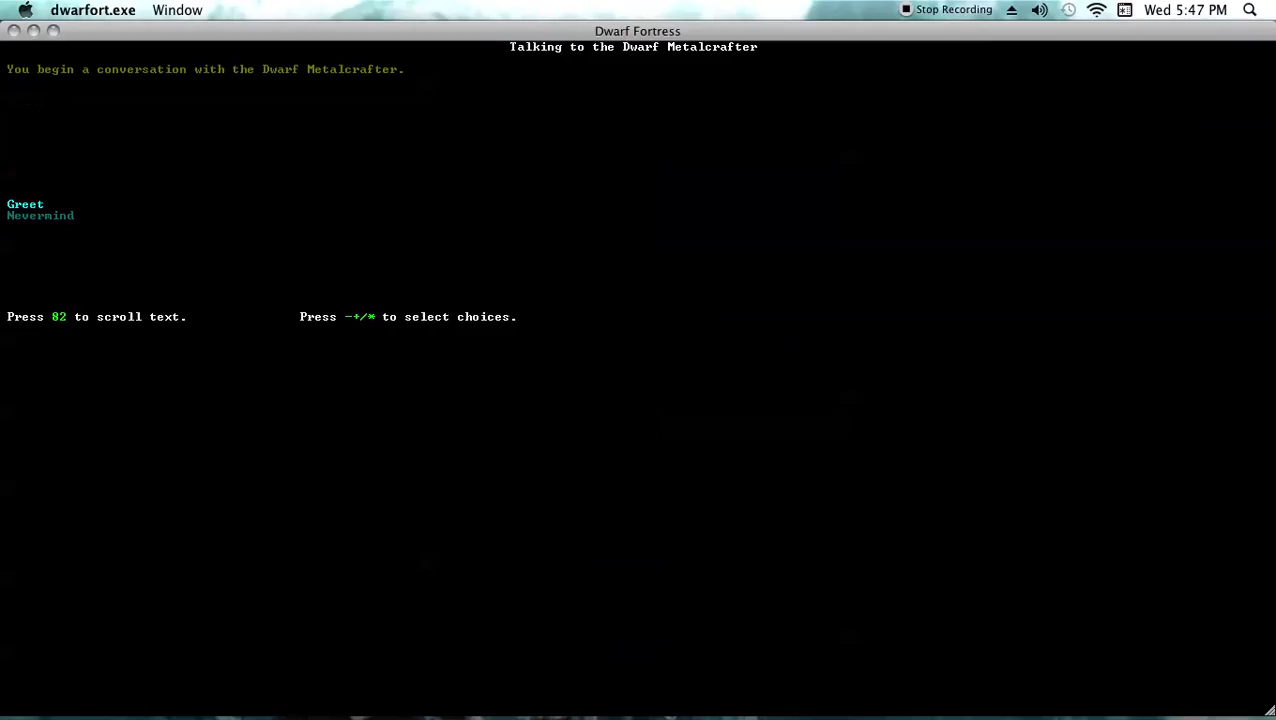 dwarfort.exe Window Stop Recording Wed 5:47 PM
Dwarf Fortress
Talking to the Dwarf Metalcrafter
You begin a conversation with the Dwarf Metalcrafter.
Greet
Nevermind
Press 82 to scroll text. Press -+/* to select choices.